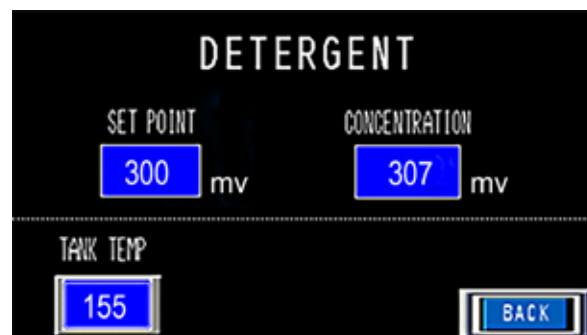 DETERGENT
SET POINT CONCENTRATION
300 mv 307 mv
TANK TEMP
155 BACK